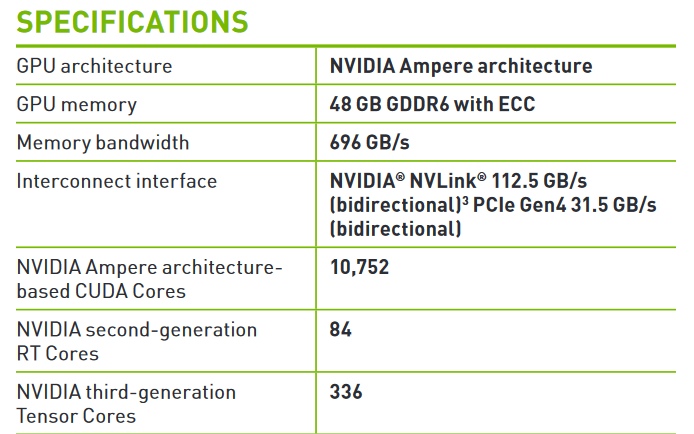 SPECIFICATIONS
GPU architecture NVIDIA Ampere architecture
GPU memory 48 GB GDDR6 with ECC
Memory bandwidth 696 GB/s
Interconnect interface NVIDIA® NVLink® 112.5 GB/s
(bidirectional)³ PCIe Gen4 31.5 GB/s
(bidirectional)
NVIDIA Ampere architecture- 10,752
based CUDA Cores
NVIDIA second-generation 84
RT Cores
NVIDIA third-generation 336
Tensor Cores